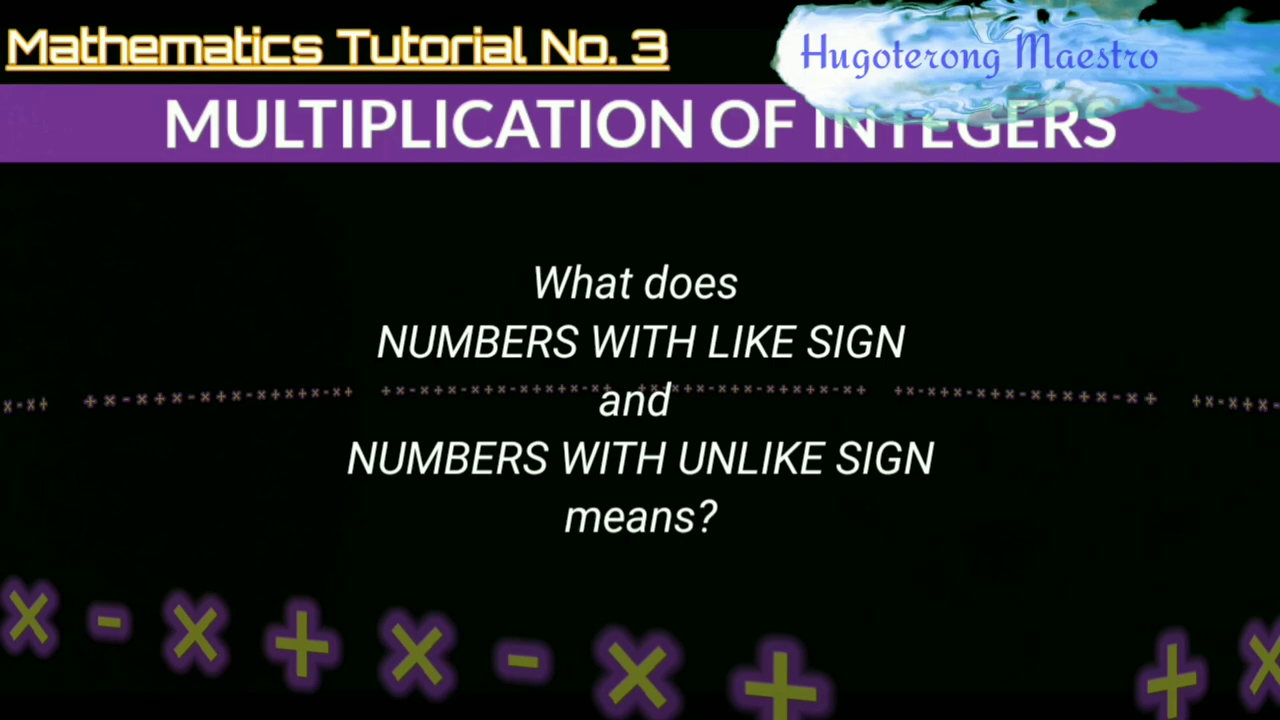 Mathematics Tutorial No. 3
Hugoterong Maestro
MULTIPLICATION OF INTEGERS
What does
NUMBERS WITH LIKE SIGN
and
NUMBERS WITH UNLIKE SIGN
means?